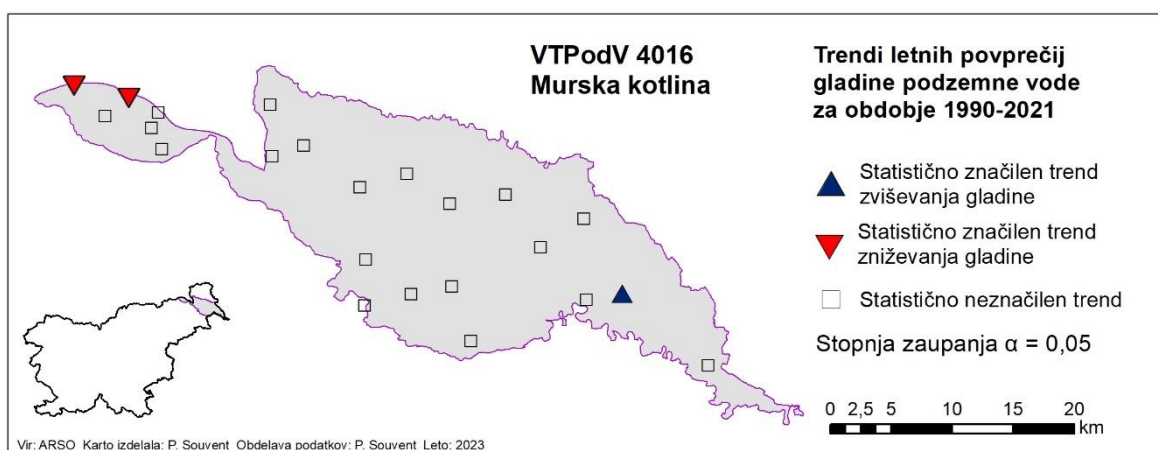 VTPodV 4016
Murska kotlina
Trendi letnih povprečij
gladine podzemne vode
za obdobje 1990-2021
Statistično značilen trend
zviševanja gladine
Statistično značilen trend
zniževanja gladine
Statistično neznačilen trend
Stopnja zaupanja α = 0,05
0 2,5 5 10 15 20
km
Vir: ARSO Karto izdelala: P. Souvent Obdelava podatkov: P. Souvent Leto: 2023